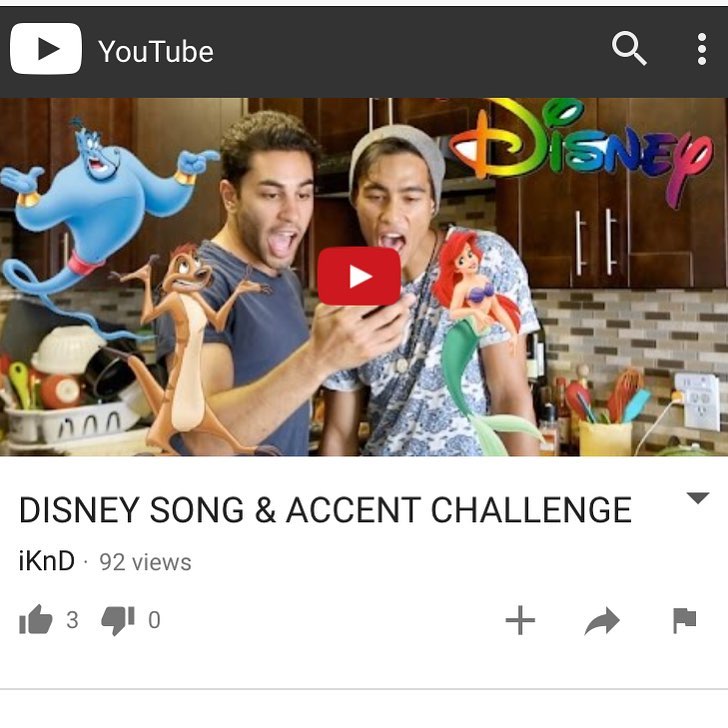 YouTube
DISNEY
DISNEY SONG & ACCENT CHALLENGE
iKnD · 92 views
3 0